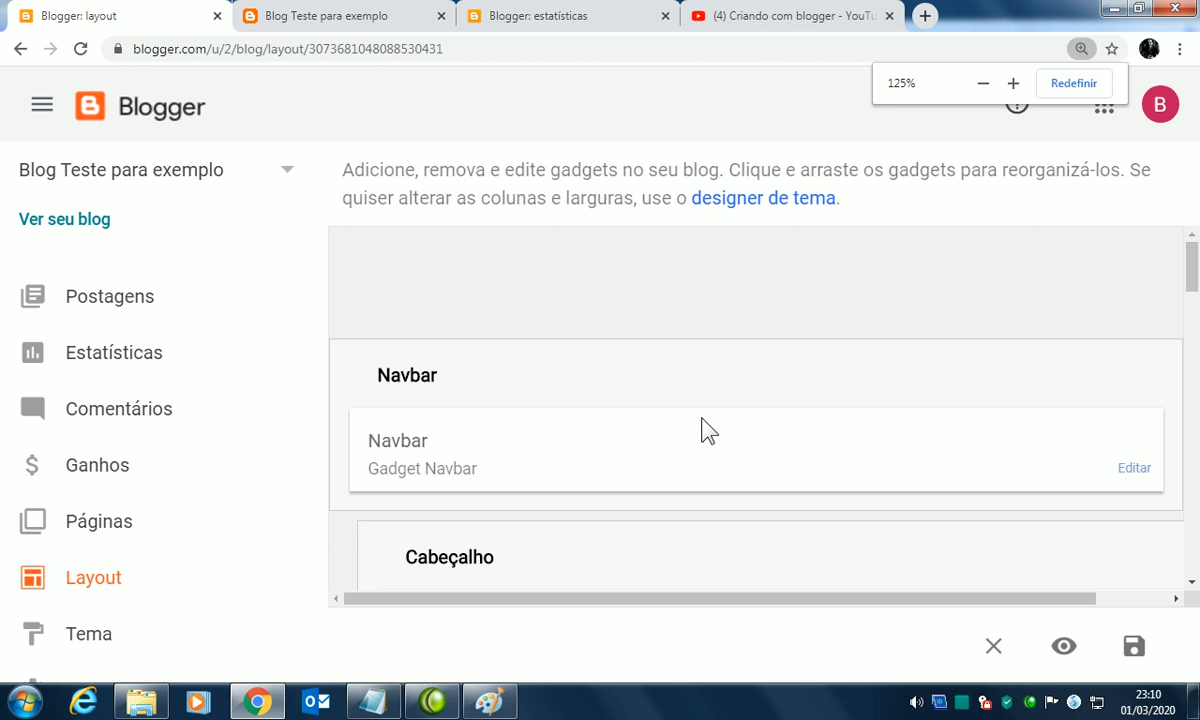 Blogger: layout
Blog Teste para exemplo
Blogger: estatísticas
(4) Criando com blogger - YouTu
blogger.com/u/2/blog/layout/3073681048088530431
125%
Redefinir
Blogger
B
Blog Teste para exemplo
Ver seu blog
Adicione, remova e edite gadgets no seu blog. Clique e arraste os gadgets para reorganizá-los. Se
quiser alterar as colunas e larguras, use o designer de tema.
Postagens
Estatísticas
Comentários
Ganhos
Páginas
Layout
Tema
Navbar
Navbar
Gadget Navbar
Editar
Cabeçalho
23:10
01/03/2020